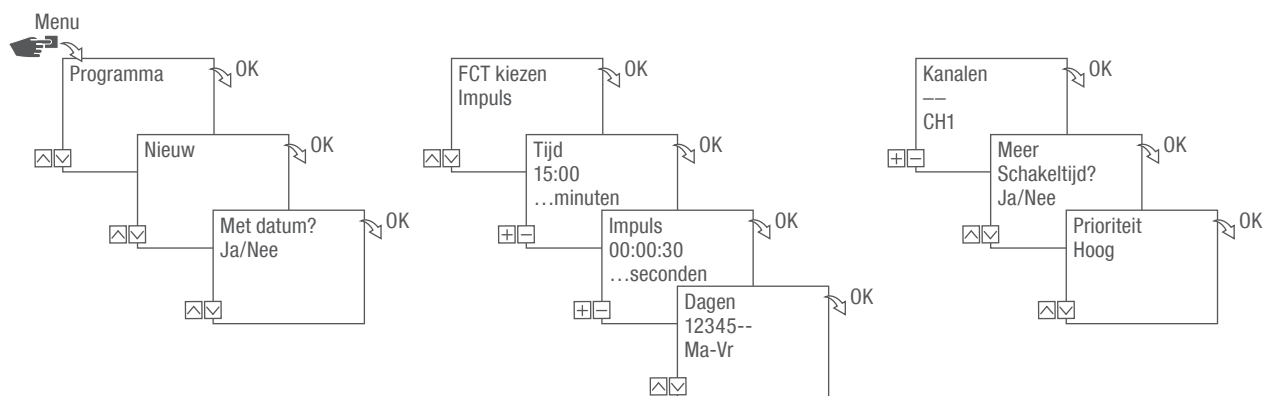 Menu
Programma
OK
Nieuw
OK
Met datum?
Ja/Nee
OK
FCT kiezen
Impuls
OK
Tijd
15:00
…minuten
OK
Impuls
00:00:30
…seconden
OK
Dagen
12345--
Ma-Vr
OK
Kanalen
––
CH1
OK
Meer
Schakeltijd?
Ja/Nee
OK
Prioriteit
Hoog
OK